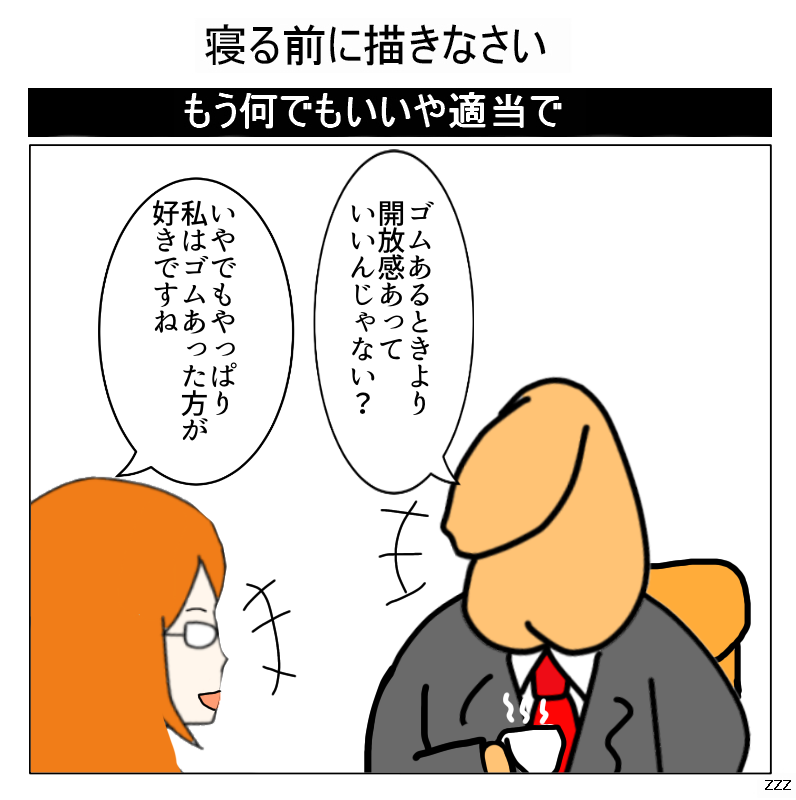 寝る前に描きなさい
もう何でもいいや適当で
ゴムあるときより
開放感あって
いいんじゃない？
いやでもやっぱり
私はゴムあった方が
好きですね
zzz